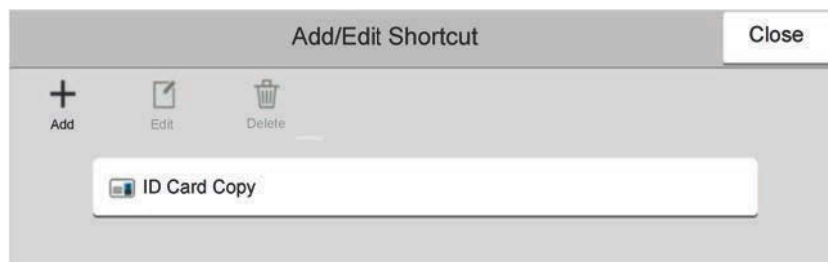 Add/Edit Shortcut
Close
Add
Edit
Delete
ID Card Copy